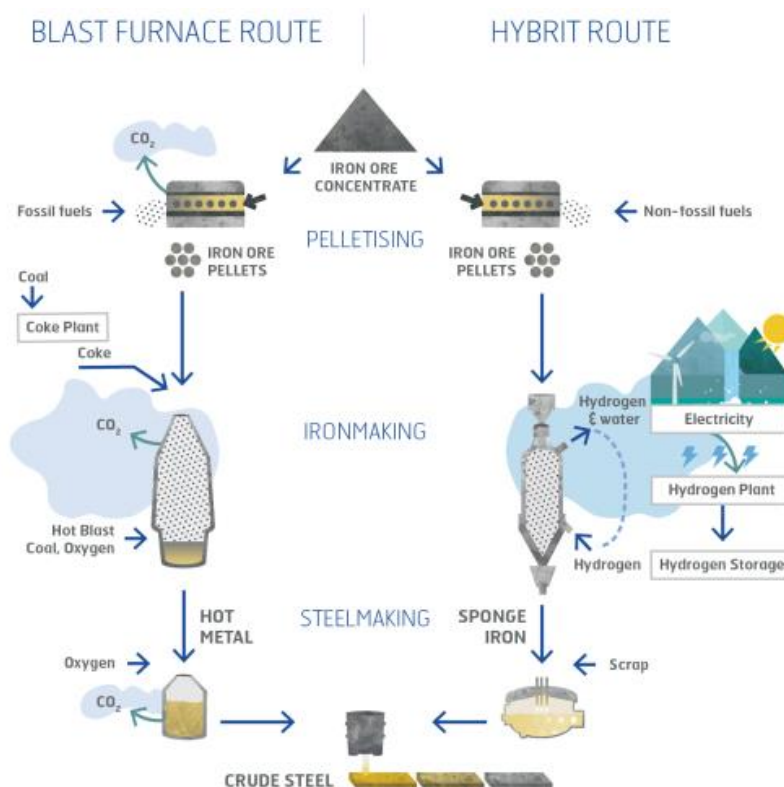 BLAST FURNACE ROUTE
HYBRIT ROUTE
CO₂
IRON ORE
CONCENTRATE
Fossil fuels
Non-fossil fuels
PELLETISING
IRON ORE
PELLETS
IRON ORE
PELLETS
Coal
Coke Plant
Coke
CO₂
IRONMAKING
Hydrogen
& water
Electricity
Hydrogen Plant
Hot Blast
Coal, Oxygen
Hydrogen
Hydrogen Storage
HOT
METAL
STEELMAKING
SPONGE
IRON
Oxygen
Scrap
CO₂
CRUDE STEEL